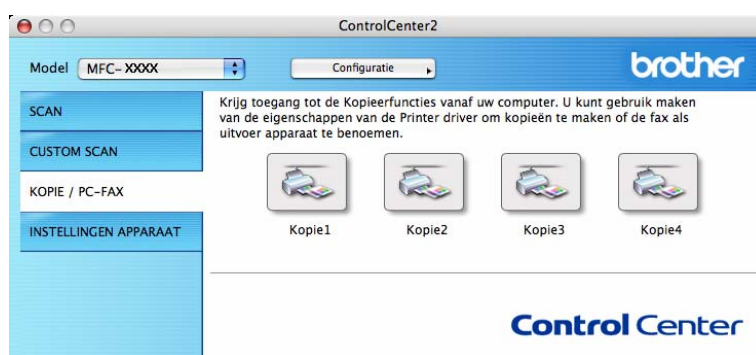 ControlCenter2
Model MFC-XXXX Configuratie brother
SCAN
CUSTOM SCAN
KOPIE / PC-FAX
INSTELLINGEN APPARAAT
Krijg toegang tot de Kopieerfuncties vanaf uw computer. U kunt gebruik maken
van de eigenschappen van de Printer driver om kopieën te maken of de fax als
uitvoer apparaat te benoemen.
Kopie1 Kopie2 Kopie3 Kopie4
Control Center